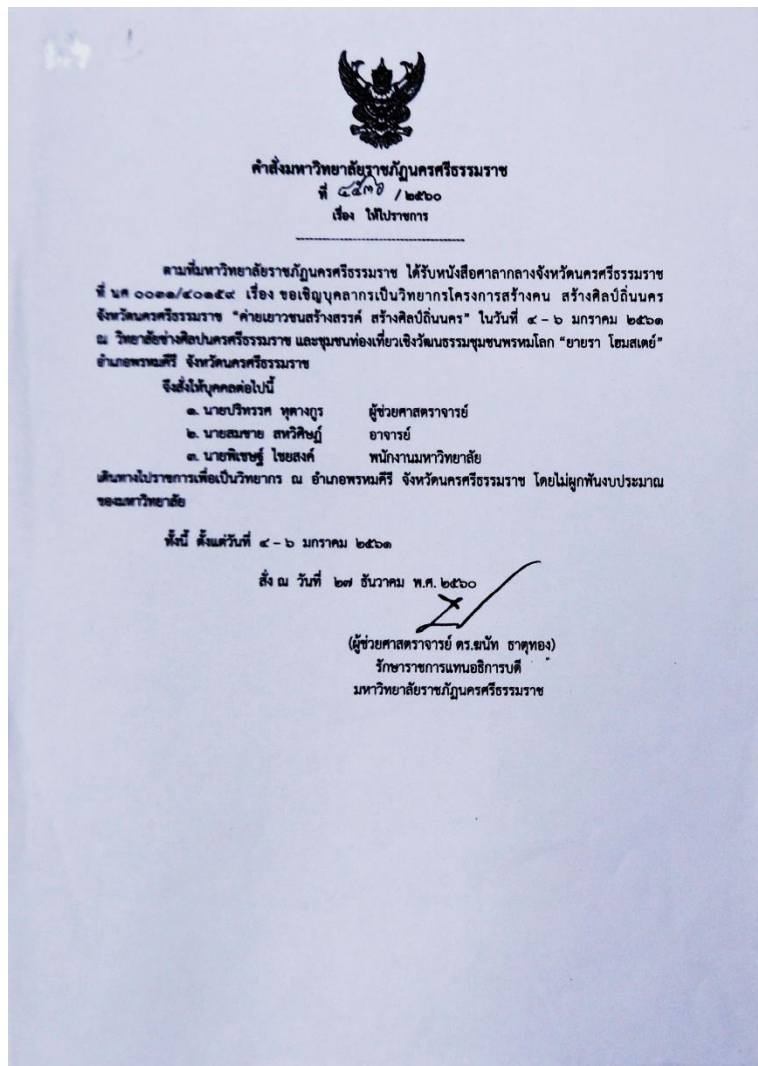 คำสั่งมหาวิทยาลัยราชภัฏนครศรีธรรมราช
ที่ /๒๕๖๐
เรื่อง ให้ไปราชการ
ตามที่มหาวิทยาลัยราชภัฏนครศรีธรรมราช ได้รับหนังสือศาลากลางจังหวัดนครศรีธรรมราช
ที่ นศ ๐๐๓๑/๔๐๑๕๙ เรื่อง ขอเชิญบุคลากรเป็นวิทยากรโครงการสร้างคน สร้างศิลป์ถิ่นนคร
จังหวัดนครศรีธรรมราช "ค่ายเยาวชนสร้างสรรค์ สร้างศิลป์ถิ่นนคร" ในวันที่ ๔ – ๖ มกราคม ๒๕๖๑
ณ วิทยาลัยช่างศิลปนครศรีธรรมราช และชุมชนท่องเที่ยวเชิงวัฒนธรรมชุมชนพรหมโลก "ยายรา โฮมสเตย์"
อำเภอพรหมคีรี จังหวัดนครศรีธรรมราช
จึงสั่งให้บุคคลต่อไปนี้
๑. นายปริทรรศ หุตางกูร ผู้ช่วยศาสตราจารย์
๒. นายสมชาย สหวิศิษฏ์ อาจารย์
๓. นายพิเชษฐ์ ไชยสงค์ พนักงานมหาวิทยาลัย
เดินทางไปราชการเพื่อเป็นวิทยากร ณ อำเภอพรหมคีรี จังหวัดนครศรีธรรมราช โดยไม่ผูกพันงบประมาณ
ของมหาวิทยาลัย
ทั้งนี้ ตั้งแต่วันที่ ๔ – ๖ มกราคม ๒๕๖๑
สั่ง ณ วันที่ ๒๗ ธันวาคม พ.ศ. ๒๕๖๐
(ผู้ช่วยศาสตราจารย์ ดร.ฆนัท ธาตุทอง)
รักษาราชการแทนอธิการบดี
มหาวิทยาลัยราชภัฏนครศรีธรรมราช